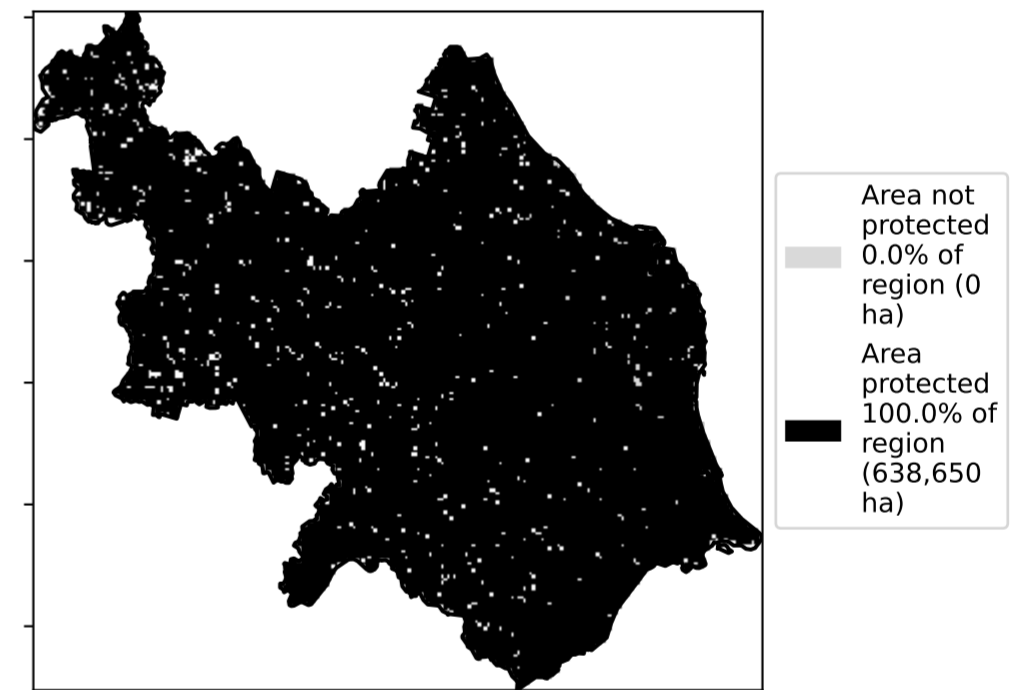 Area not
protected
0.0% of
region (0
ha)
Area
protected
100.0% of
region
(638,650
ha)